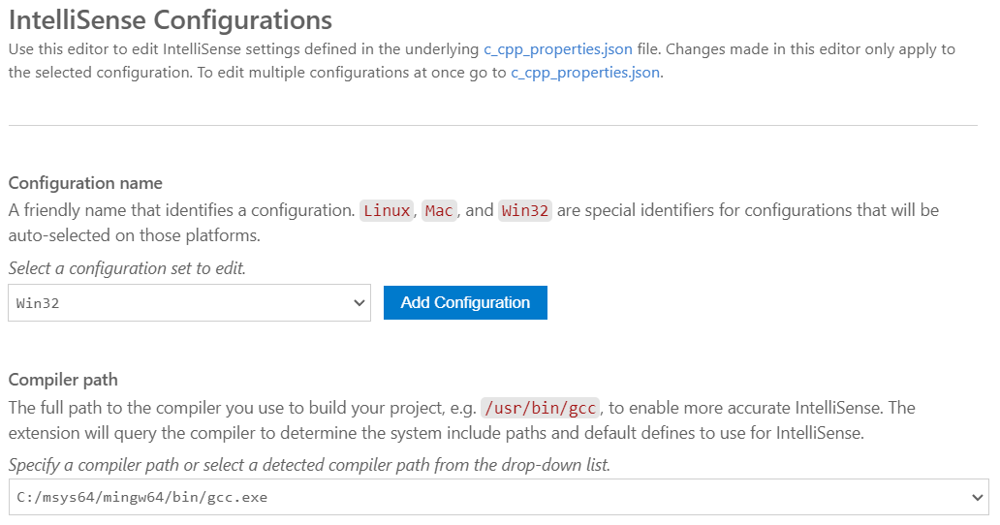 IntelliSense Configurations
Use this editor to edit IntelliSense settings defined in the underlying c_cpp_properties.json file. Changes made in this editor only apply to
the selected configuration. To edit multiple configurations at once go to c_cpp_properties.json.
Configuration name
A friendly name that identifies a configuration. Linux, Mac, and Win32 are special identifiers for configurations that will be
auto-selected on those platforms.
Select a configuration set to edit.
Win32 Add Configuration
Compiler path
The full path to the compiler you use to build your project, e.g. /usr/bin/gcc, to enable more accurate IntelliSense. The
extension will query the compiler to determine the system include paths and default defines to use for IntelliSense.
Specify a compiler path or select a detected compiler path from the drop-down list.
C:/msys64/mingw64/bin/gcc.exe